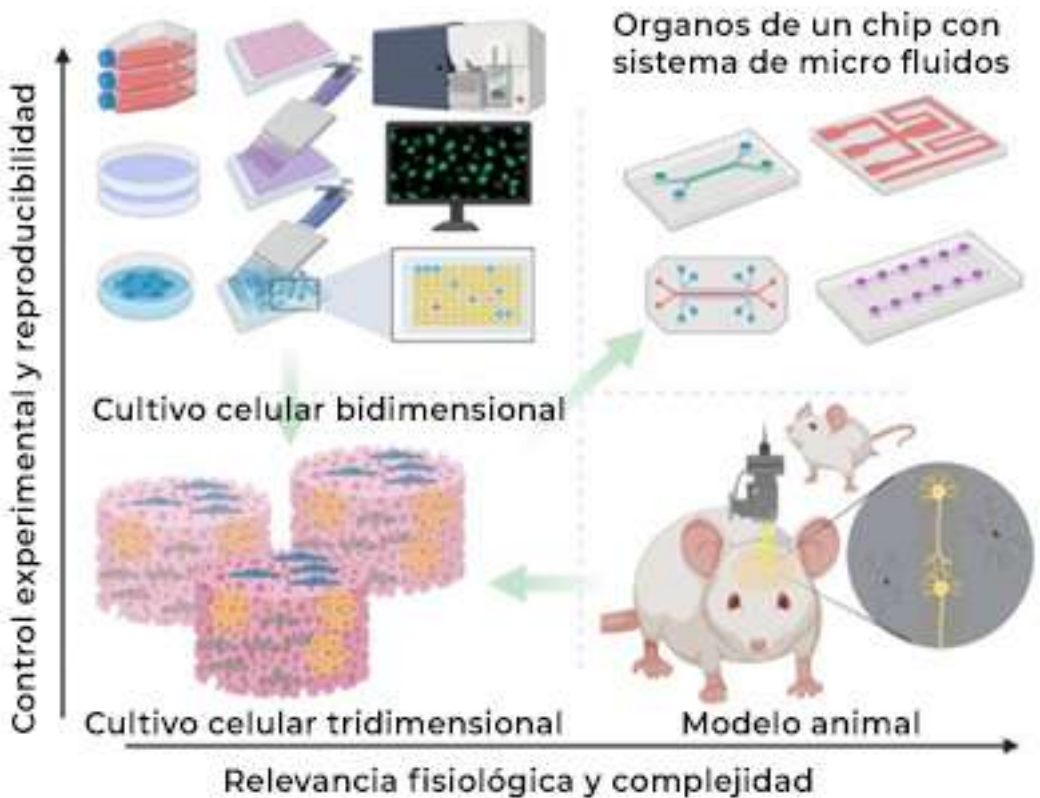 Organos de un chip con
sistema de micro fluidos
Control experimental y reproducibilidad
Cultivo celular bidimensional
Cultivo celular tridimensional
Modelo animal
Relevancia fisiológica y complejidad